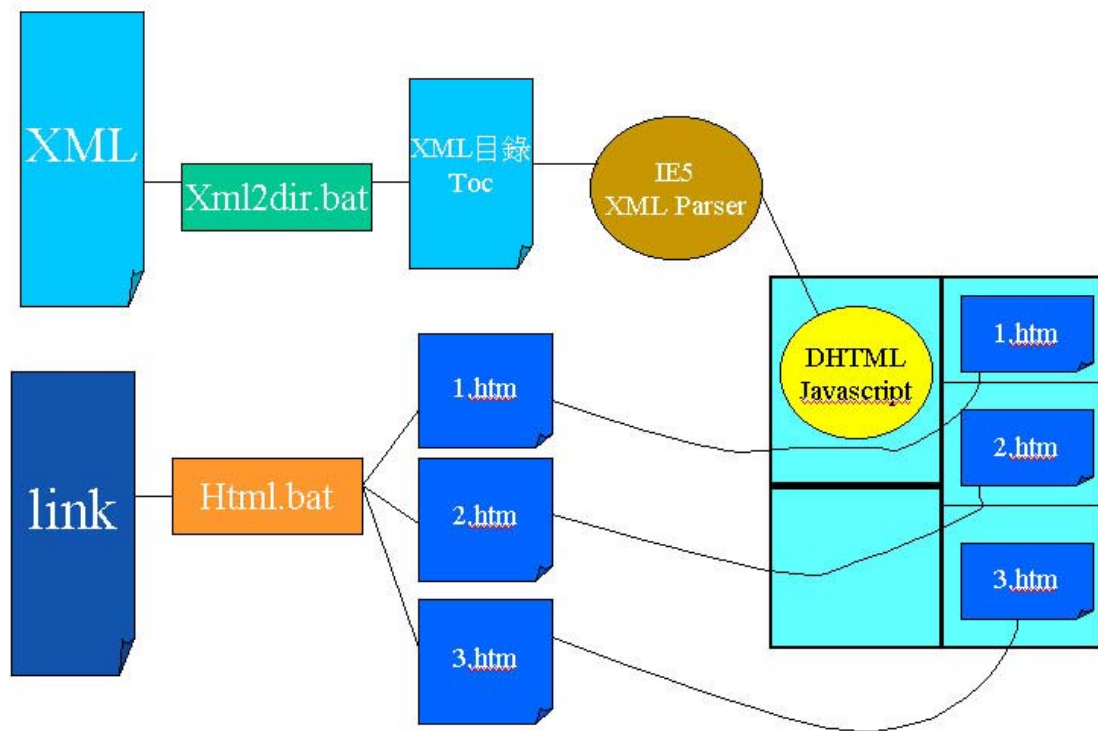 XML
Xml2dir.bat
XML目錄
Toc
IE5
XML Parser
DHTML
Javascript
1.htm
2.htm
3.htm
link
Html.bat
1.htm
2.htm
3.htm